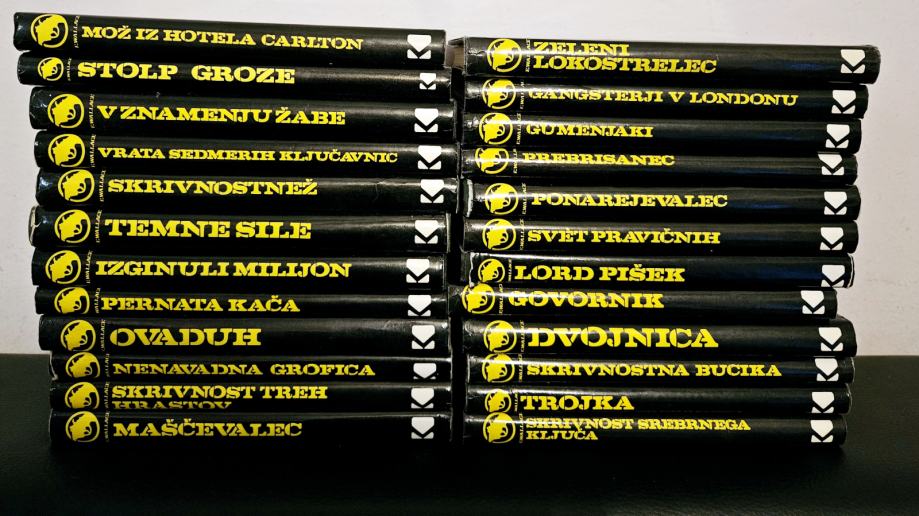 MOŽ IZ HOTELA CARLTON
STOLP GROZE
V ZNAMENJU ŽABE
VRATA SEDMERIH KLJUČAVNIC
SKRIVNOSTNEŽ
TEMNE SILE
IZGINULI MILIJON
PERNATA KAČA
OVADUH
NENAVADNA GROFICA
SKRIVNOST TREH
HRASTOV
MAŠČEVALEC
ZELENI
LOKOSTRELEC
GANGSTERJI V LONDONU
GUMENJAKI
PREBRISANEC
PONAREJEVALEC
SVET PRAVIČNIH
LORD PIŠEK
GOVORNIK
DVOJNICA
SKRIVNOSTNA BUCIKA
TROJKA
SKRIVNOST SREBRNEGA
KLJUČA